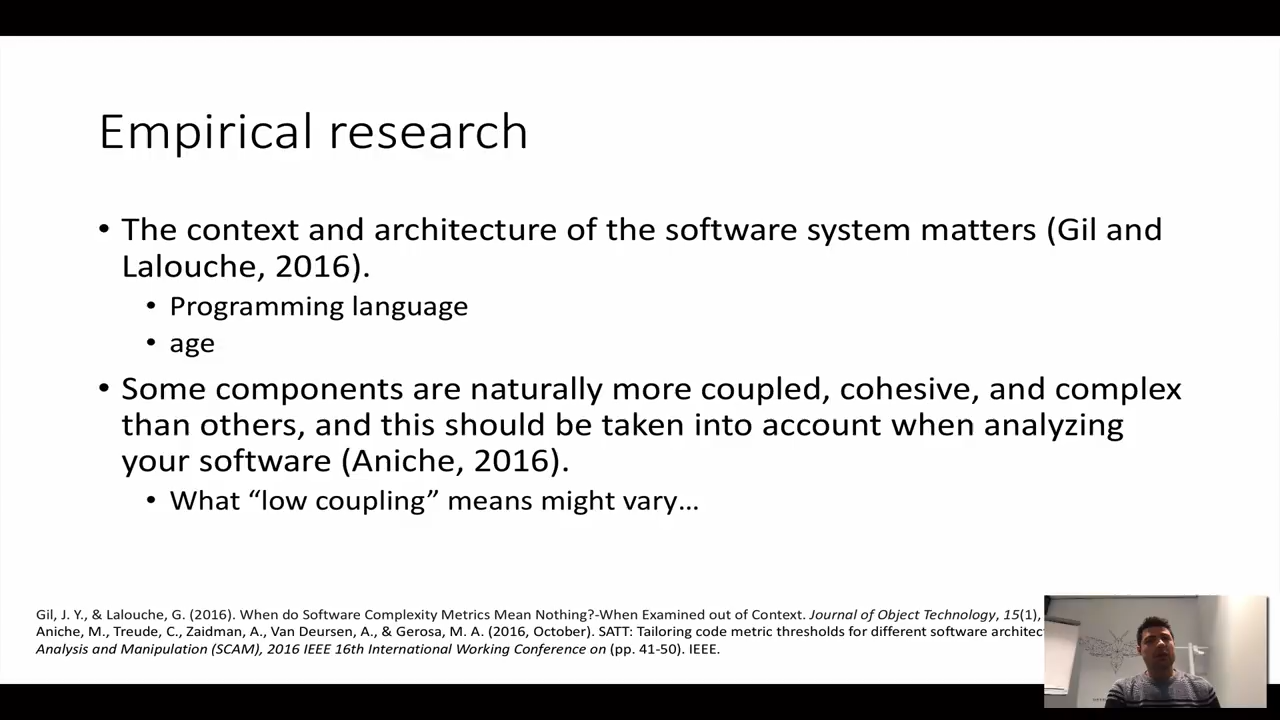 Empirical research
• The context and architecture of the software system matters (Gil and
Lalouche, 2016).
• Programming language
• age
• Some components are naturally more coupled, cohesive, and complex
than others, and this should be taken into account when analyzing
your software (Aniche, 2016).
• What “low coupling” means might vary…
Gil, J. Y., & Lalouche, G. (2016). When do Software Complexity Metrics Mean Nothing?-When Examined out of Context. Journal of Object Technology, 15(1),
Aniche, M., Treude, C., Zaidman, A., Van Deursen, A., & Gerosa, M. A. (2016, October). SATT: Tailoring code metric thresholds for different software
Analysis and Manipulation (SCAM), 2016 IEEE 16th International Working Conference on (pp. 41-50). IEEE.